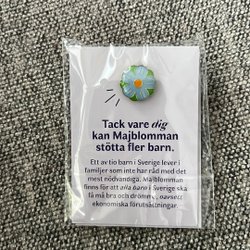 Tack vare dig
kan Majblomman
stötta fler barn.
Ett av tio barn i Sverige lever i
familjer som inte har råd med det
mest nödvändiga. Majblomman
finns för att alla barn i Sverige ska
få må bra och drömma, oavsett
ekonomiska förutsättningar.